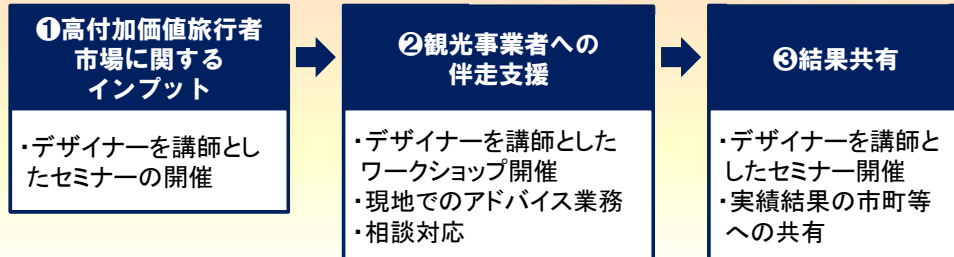 ❶高付加価値旅行者
市場に関する
インプット
・デザイナーを講師とし
たセミナーの開催
❷観光事業者への
伴走支援
・デザイナーを講師とした
ワークショップ開催
・現地でのアドバイス業務
・相談対応
❸結果共有
・デザイナーを講師と
したセミナー開催
・実績結果の市町等
への共有